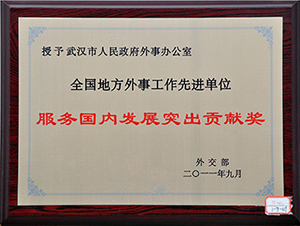 授予武汉市人民政府外事办公室
全国地方外事工作先进单位
服务国内发展突出贡献奖
外交部
二〇一一年九月